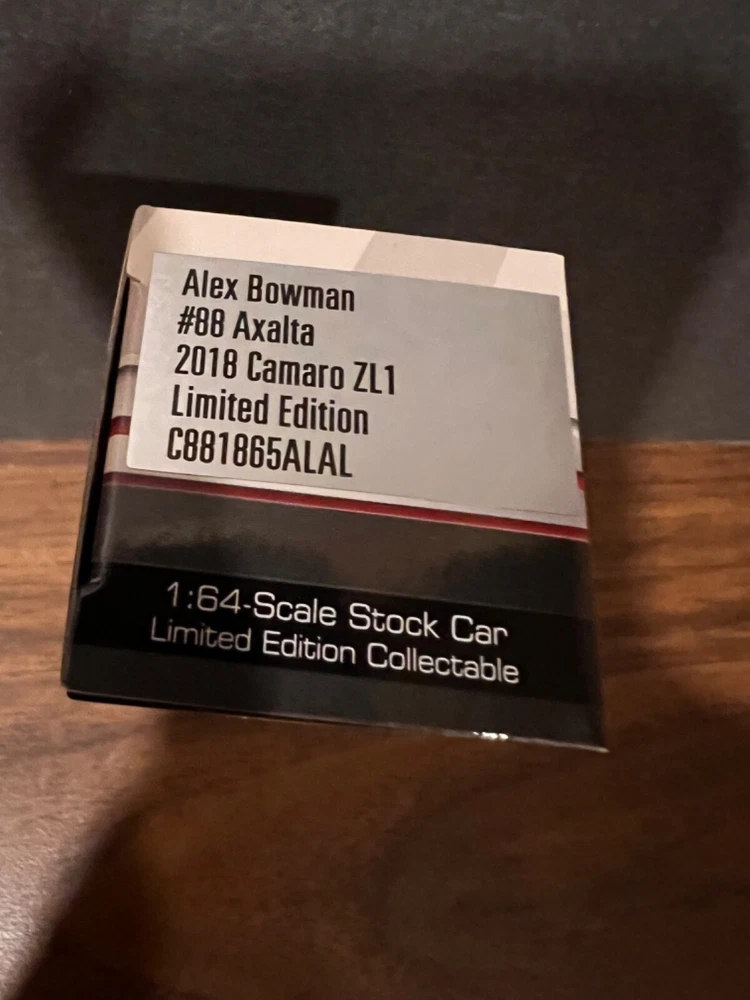 Alex Bowman
#88 Axalta
2018 Camaro ZL1
Limited Edition
C881865ALAL
1:64-Scale Stock Car
Limited Edition Collectable